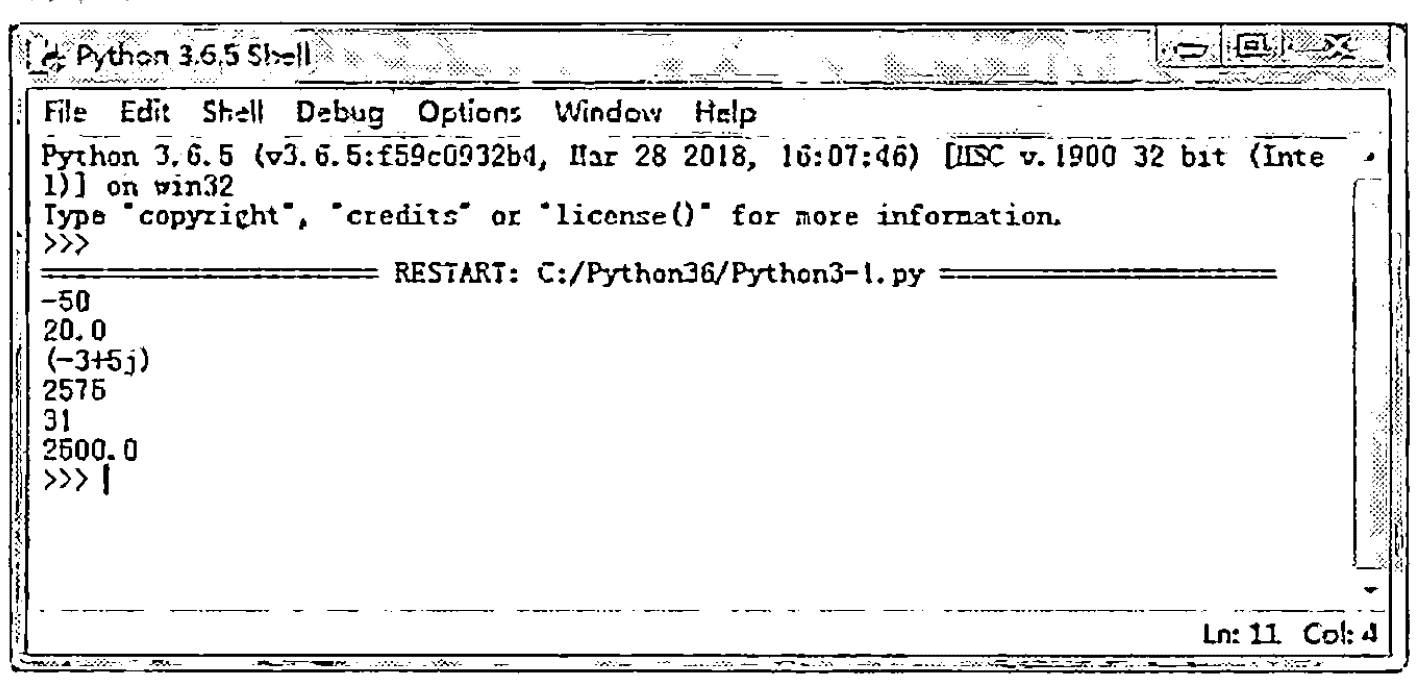 Python 3.6.5 Shell
File Edit Shell Debug Options Window Help
Python 3.6.5 (v3.6.5:f59c0932b4, Mar 28 2018, 16:07:46) [MSC v.1900 32 bit (Inte
l)] on win32
Type "copyright", "credits" or "license()" for more information.
>>>
==================== RESTART: C:/Python36/Python3-1.py ====================
-50
20.0
(-3+5j)
2576
31
2500.0
>>>
Ln: 11 Col: 4